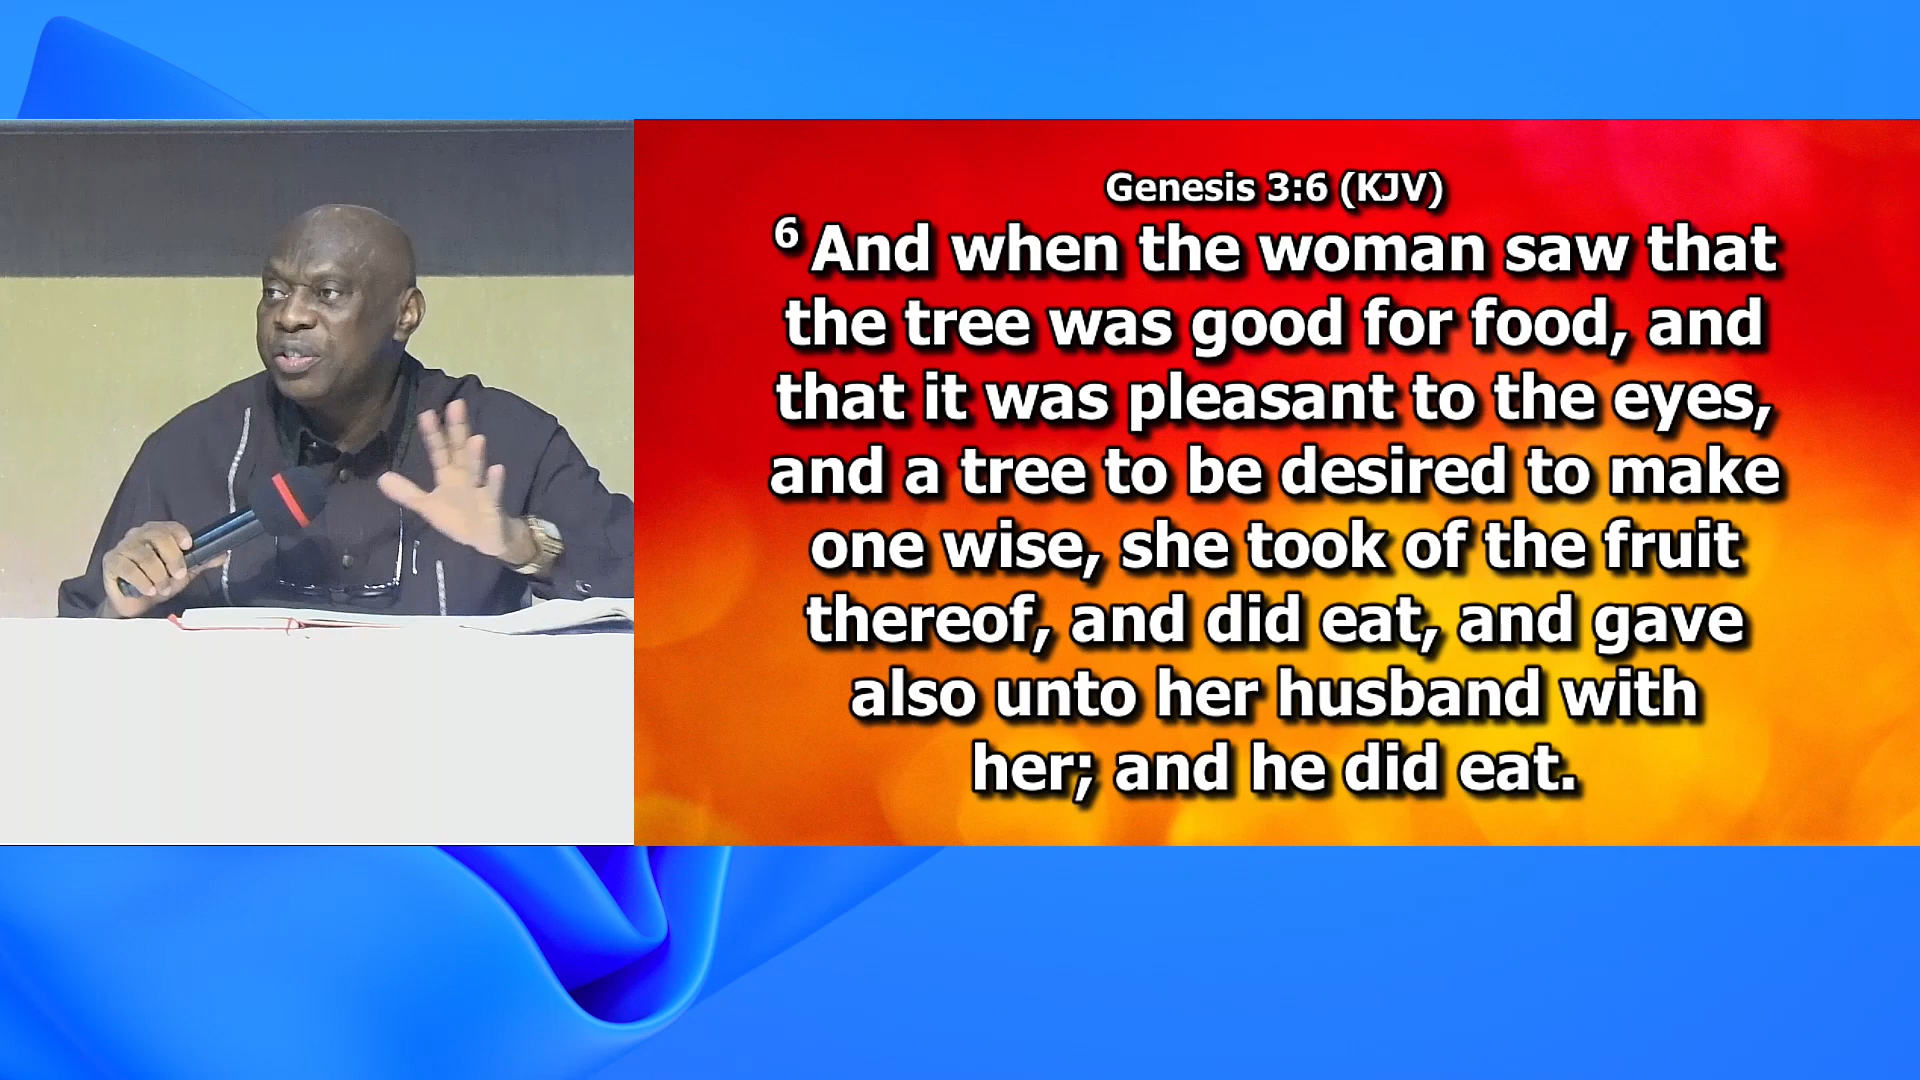 Genesis 3:6 (KJV)
6 And when the woman saw that
the tree was good for food, and
that it was pleasant to the eyes,
and a tree to be desired to make
one wise, she took of the fruit
thereof, and did eat, and gave
also unto her husband with
her; and he did eat.